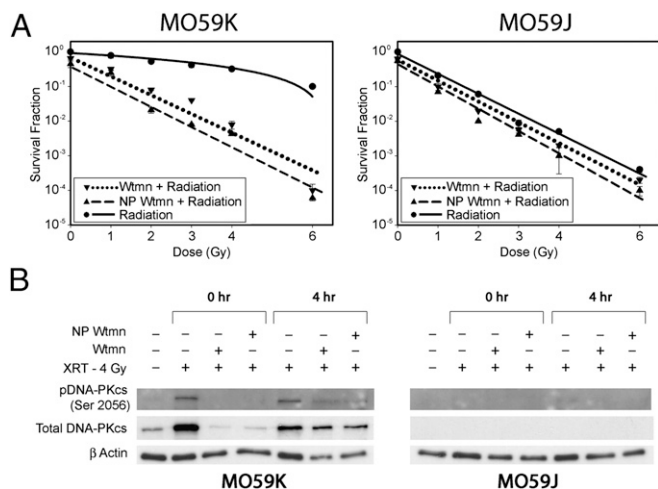 A
MO59K
MO59J
Survival Fraction
10⁰
10⁻¹
10⁻²
10⁻³
10⁻⁴
10⁻⁵
Wtmn + Radiation
NP Wtmn + Radiation
Radiation
0 1 2 3 4 6
Dose (Gy)
Survival Fraction
10⁰
10⁻¹
10⁻²
10⁻³
10⁻⁴
10⁻⁵
Wtmn + Radiation
NP Wtmn + Radiation
Radiation
0 1 2 3 4 6
Dose (Gy)
B
0 hr 4 hr 0 hr 4 hr
NP Wtmn – – – + – – + – – – + – – +
Wtmn – – + – – + – – – + – – + –
XRT - 4 Gy – + + + + + + – + + + + + +
pDNA-PKcs
(Ser 2056)
Total DNA-PKcs
β Actin
MO59K MO59J